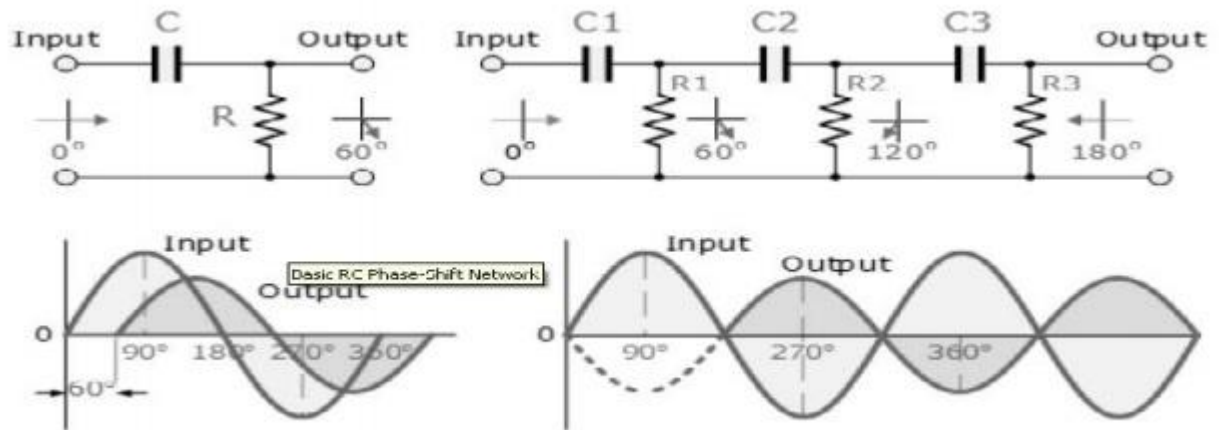 C
Input
Output
R
0°
60°
C1
C2
C3
Input
Output
R1
R2
R3
0°
60°
120°
180°
Input
Basic RC Phase-Shift Network
Output
0
90°
180°
270°
360°
60°
Input
Output
0
90°
270°
360°